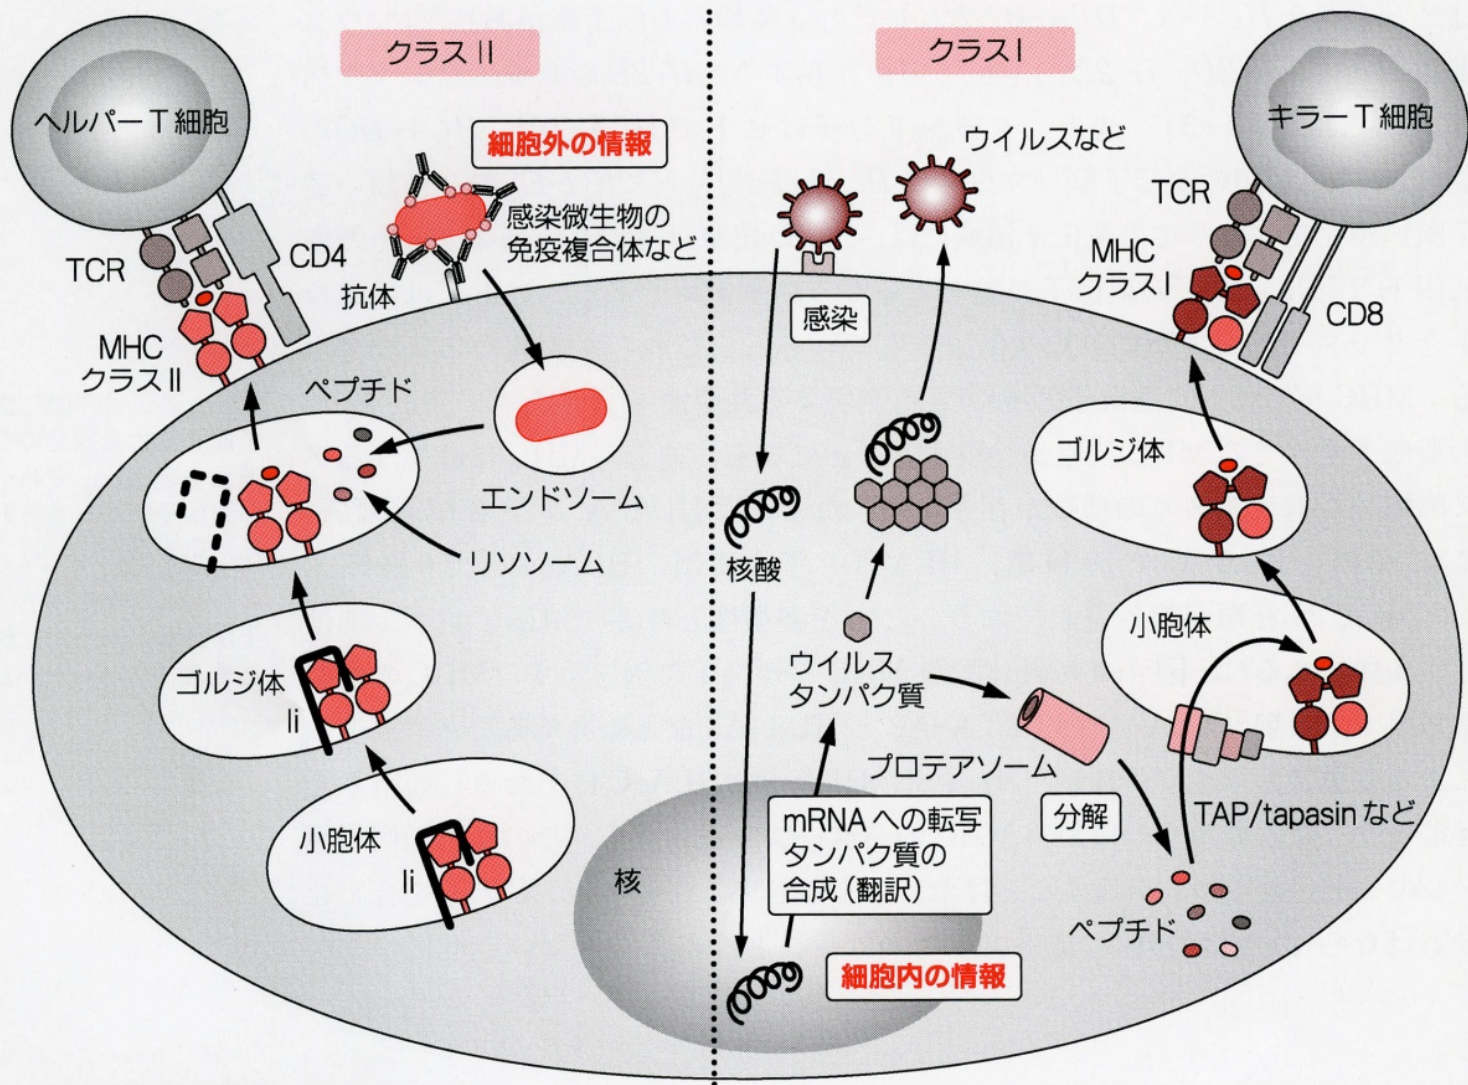 クラスⅡ
クラスⅠ
ヘルパーT細胞
キラーT細胞
細胞外の情報
ウイルスなど
感染微生物の
免疫複合体など
抗体
TCR
CD4
MHC
クラスⅡ
TCR
MHC
クラスⅠ
CD8
感染
ペプチド
エンドソーム
リソソーム
ゴルジ体
Ii
小胞体
Ii
核
核酸
ウイルス
タンパク質
プロテアソーム
mRNAへの転写
タンパク質の
合成(翻訳)
分解
細胞内の情報
ゴルジ体
小胞体
TAP/tapasinなど
ペプチド